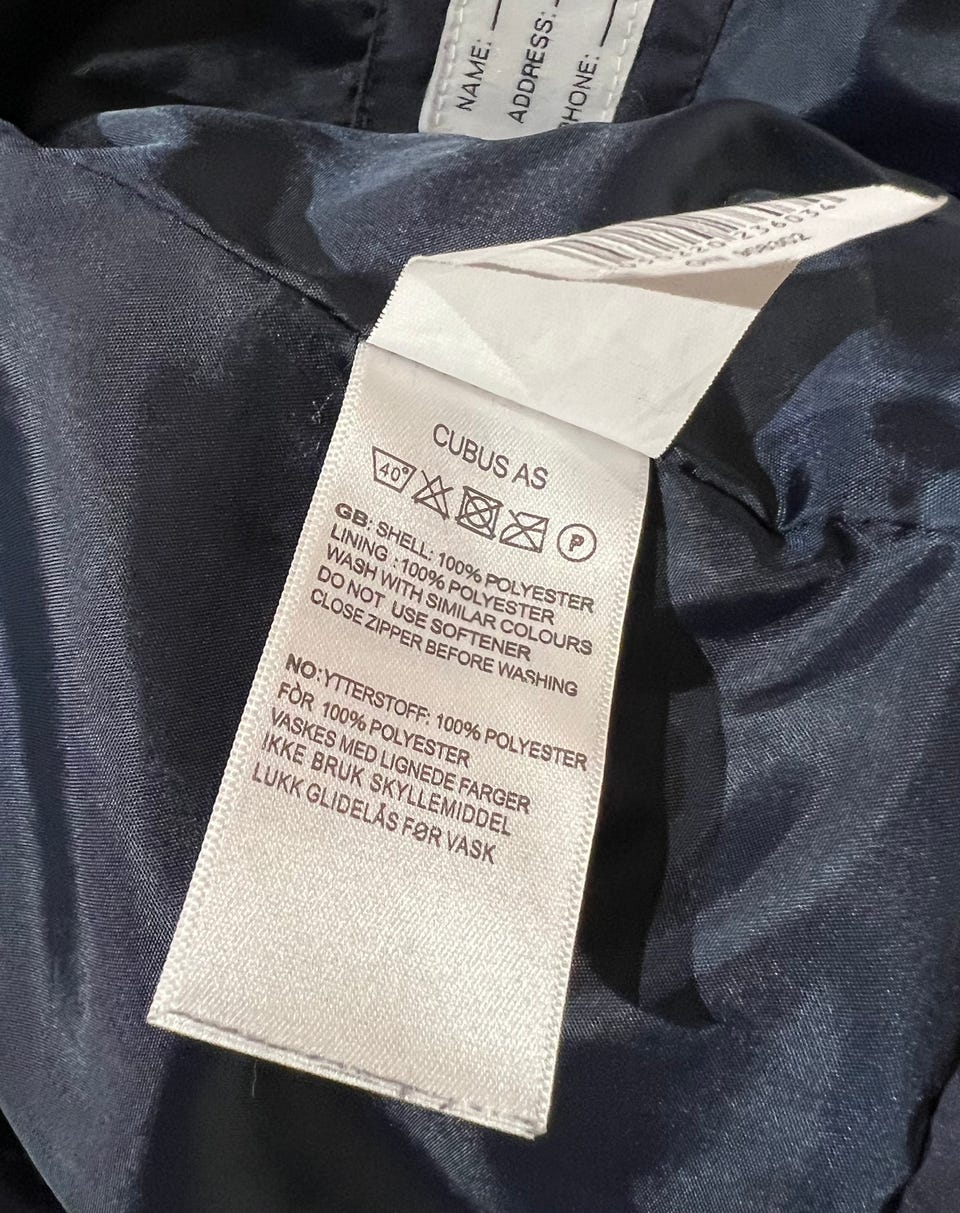 NAME:
ADDRESS:
PHONE:
CUBUS AS
40°
P
GB: SHELL: 100% POLYESTER
LINING :100% POLYESTER
WASH WITH SIMILAR COLOURS
DO NOT USE SOFTENER
CLOSE ZIPPER BEFORE WASHING
NO:YTTERSTOFF: 100% POLYESTER
FÒR 100% POLYESTER
VASKES MED LIGNEDE FARGER
IKKE BRUK SKYLLEMIDDEL
LUKK GLIDELÅS FØR VASK